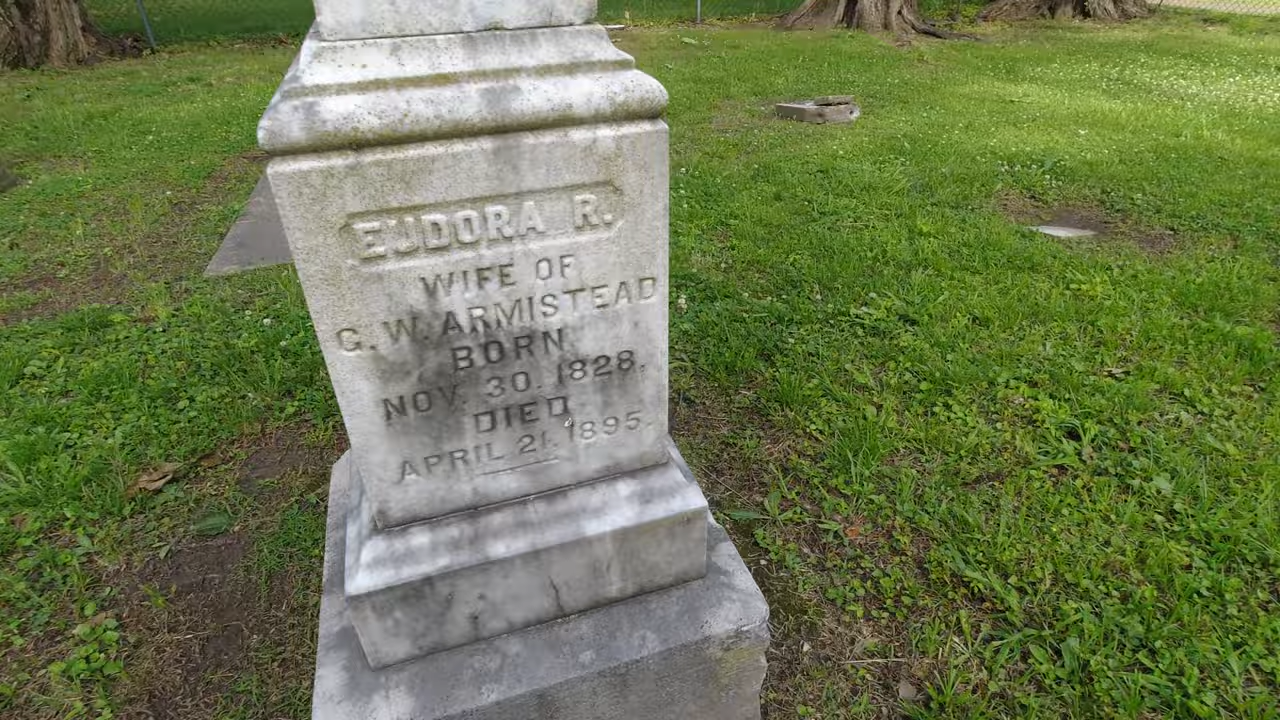 EUDORA R.
WIFE OF
G. W. ARMISTEAD
BORN
NOV. 30. 1828.
DIED
APRIL 21. 1895.